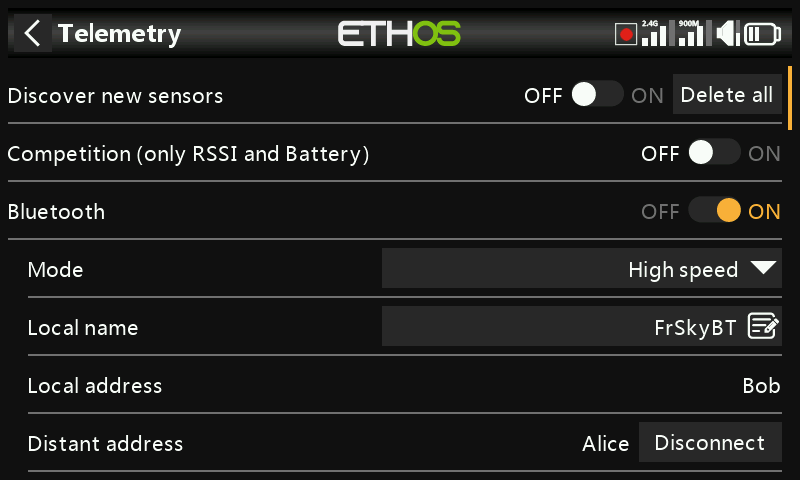 Telemetry ETHOS 2.4G 900M
Discover new sensors OFF ON Delete all
Competition (only RSSI and Battery) OFF ON
Bluetooth OFF ON
Mode High speed
Local name FrSkyBT
Local address Bob
Distant address Alice Disconnect